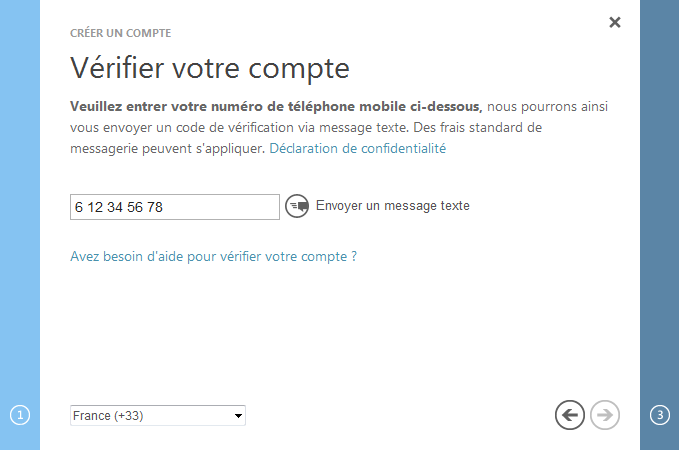 CRÉER UN COMPTE
Vérifier votre compte
Veuillez entrer votre numéro de téléphone mobile ci-dessous, nous pourrons ainsi
vous envoyer un code de vérification via message texte. Des frais standard de
messagerie peuvent s'appliquer. Déclaration de confidentialité
6 12 34 56 78
Envoyer un message texte
Avez besoin d'aide pour vérifier votre compte ?
1
France (+33)
3